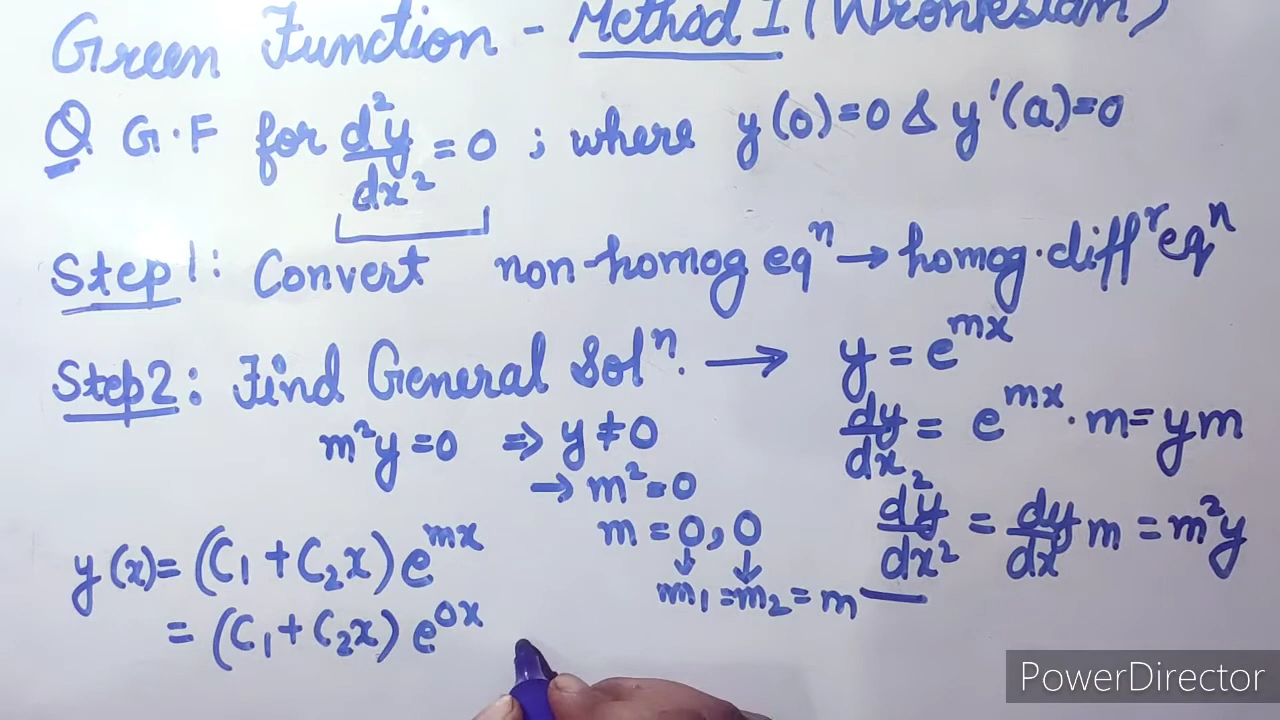 Green Function - Method I (Wronkesian)
Q G.F for d²y/dx² = 0 ; where y(0)=0 & y'(a)=0
Step 1: Convert non-homog eqⁿ → homog. diffʳ eqⁿ
Step 2: Find General Solⁿ. → y = e^mx
dy/dx = e^mx . m = ym
m²y = 0 ⇒ y ≠ 0
→ m² = 0
d²y/dx² = dy/dx m = m²y
m = 0, 0
↓ ↓
m₁ = m₂ = m
y(x) = (C₁ + C₂x) e^mx
= (C₁ + C₂x) e^0x
PowerDirector